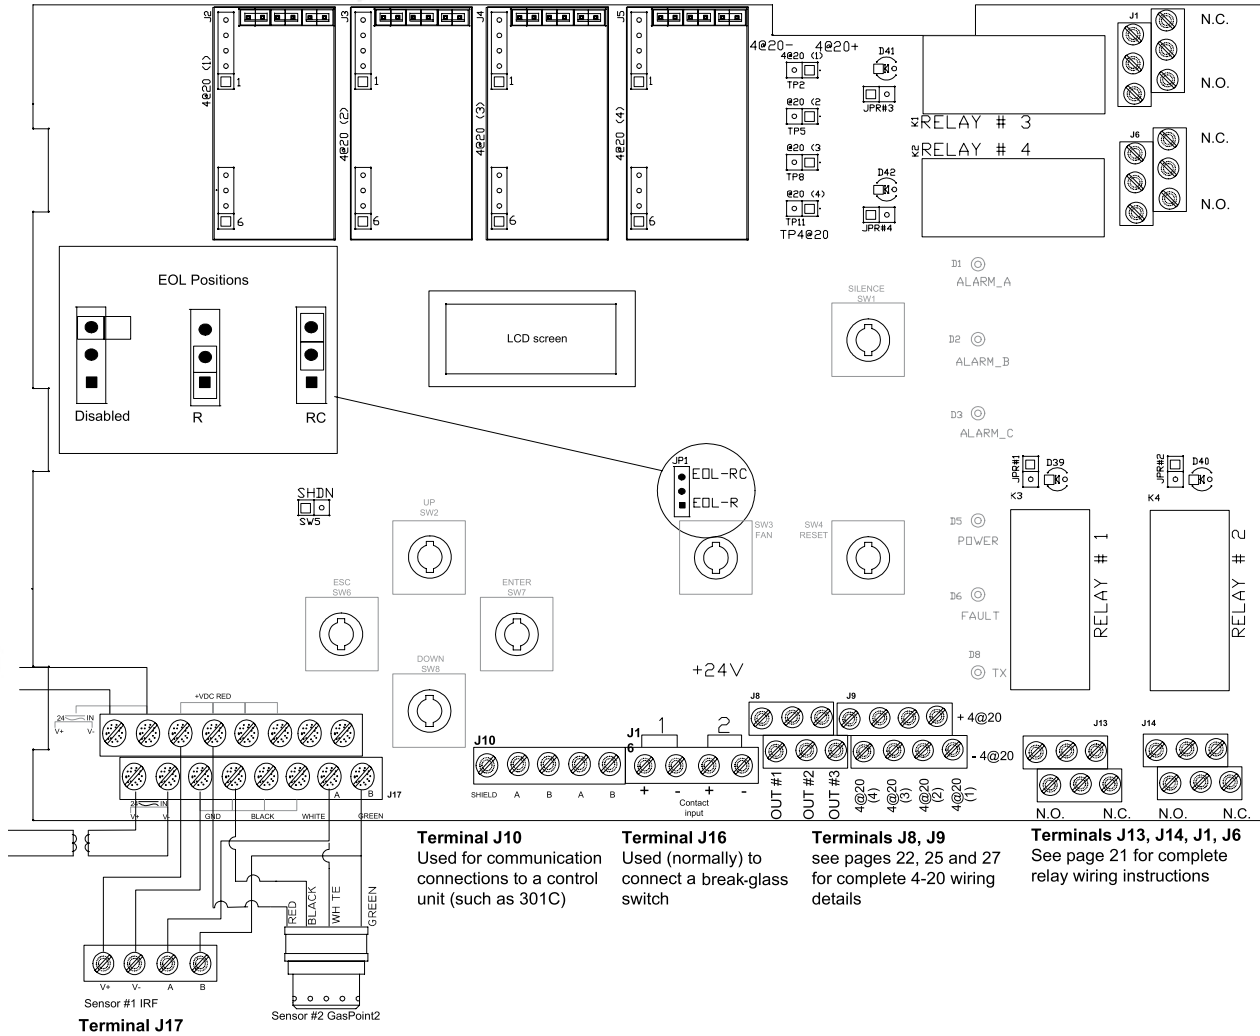 J2
J3
J4
J5
1
1
1
1
6
6
6
6
4@20 (1)
4@20 (2)
4@20 (3)
4@20 (4)
4@20-
4@20+
4@20 (1)
TP2
@20 (2
TP5
@20 (3
TP8
@20 (4)
TP11
TP4@20
D41
JPR#3
D42
JPR#4
K1
RELAY # 3
K2
RELAY # 4
J1
N.C.
N.O.
J6
N.C.
N.O.
EOL Positions
Disabled
R
RC
LCD screen
SILENCE
SW1
D1
ALARM_A
D2
ALARM_B
D3
ALARM_C
JP1
EOL-RC
EOL-R
SHDN
SW5
UP
SW2
SW3
FAN
SW4
RESET
ESC
SW6
ENTER
SW7
DOWN
SW8
D5
POWER
D6
FAULT
D8
TX
JPR#1
D39
K3
RELAY # 1
JPR#2
D40
K4
RELAY # 2
+24V
+VDC RED
24
IN
V+
V-
A
B
J17
24
IN
V+
V-
GND
BLACK
WHITE
GREEN
J10
SHIELD
A
B
A
B
J1
6
1
2
+
-
+
-
Contact
input
J8
J9
+ 4@20
- 4@20
OUT #1
OUT #2
OUT #3
4@20
(4)
4@20
(3)
4@20
(2)
4@20
(1)
J13
N.O.
N.C.
J14
N.O.
N.C.
Terminal J10
Used for communication
connections to a control
unit (such as 301C)
Terminal J16
Used (normally) to
connect a break-glass
switch
Terminals J8, J9
see pages 22, 25 and 27
for complete 4-20 wiring
details
Terminals J13, J14, J1, J6
See page 21 for complete
relay wiring instructions
RED
BLACK
WH TE
GREEN
V+
V-
A
B
Sensor #1 IRF
Sensor #2 GasPoint2
Terminal J17